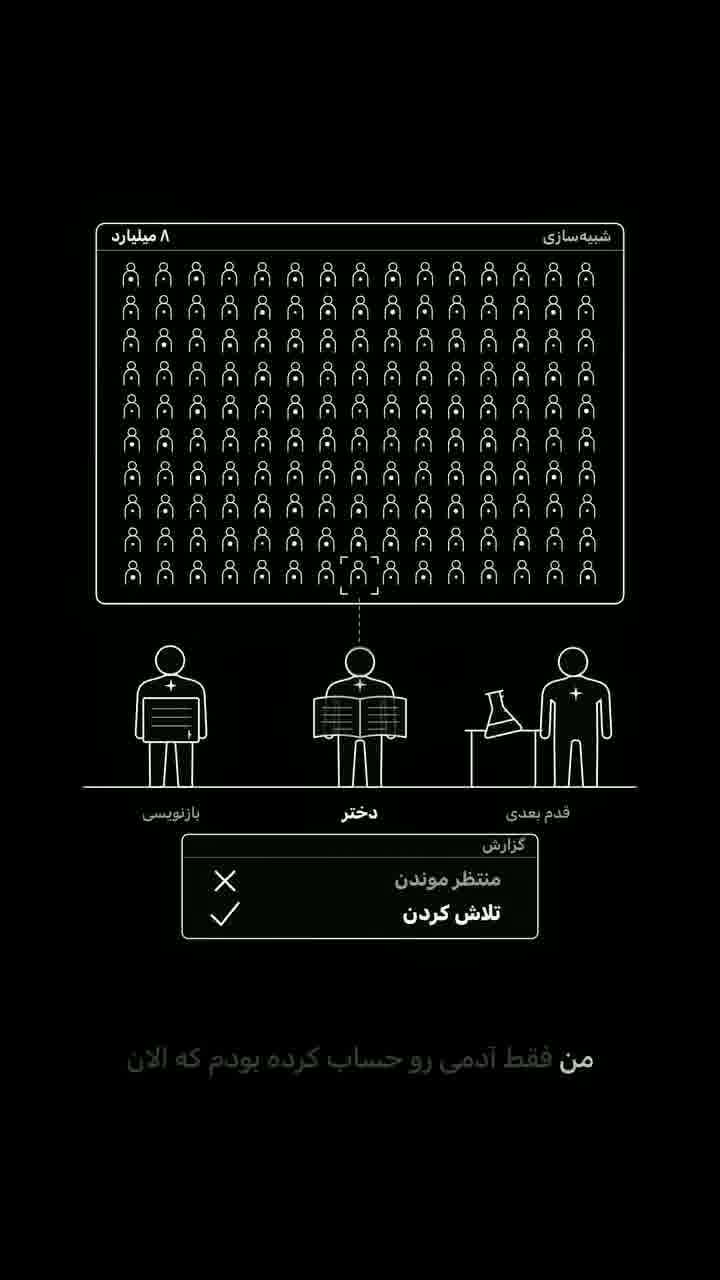 شبیه‌سازی
۸ میلیارد
قدم بعدی
دختر
بازنویسی
گزارش
منتظر موندن
تلاش کردن
من فقط آدمی رو حساب کرده بودم که الان